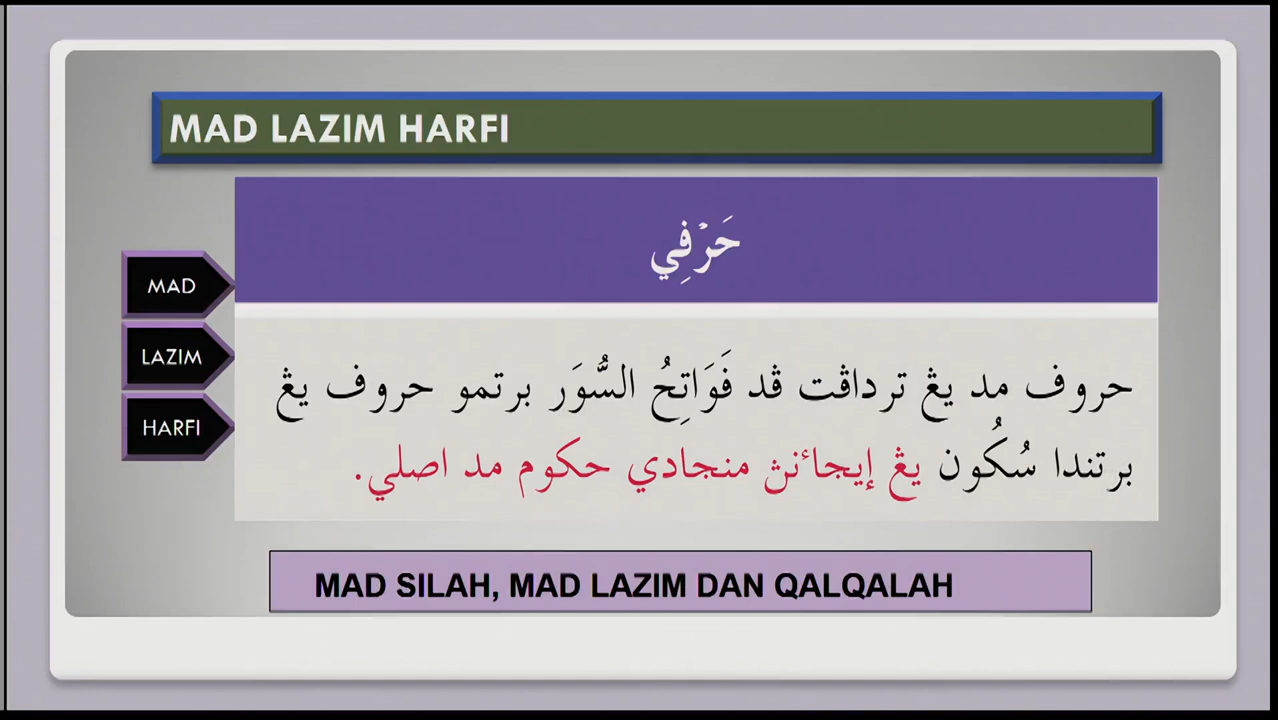 MAD LAZIM HARFI
حَرْفِي
MAD
LAZIM
HARFI
حروف مد يڠ ترداڤت ڤد فَوَاتِحُ السُّوَر برتمو حروف يڠ
برتندا سُكُون يڠ إيجاءنڽ منجادي حكوم مد اصلي.
MAD SILAH, MAD LAZIM DAN QALQALAH